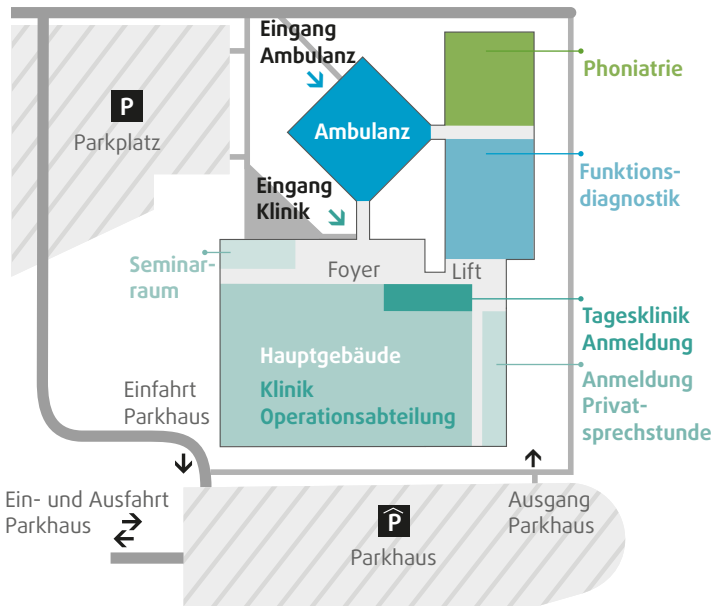 Eingang
Ambulanz
P
Parkplatz
Ambulanz
Phoniatrie
Funktions-
diagnostik
Eingang
Klinik
Seminar-
raum
Foyer
Lift
Tagesklinik
Anmeldung
Hauptgebäude
Klinik
Operationsabteilung
Anmeldung
Privat-
sprechstunde
Einfahrt
Parkhaus
Ein- und Ausfahrt
Parkhaus
P
Parkhaus
Ausgang
Parkhaus